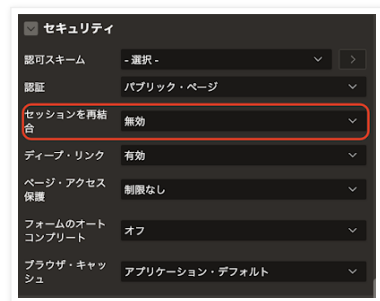 セキュリティ
認可スキーム
- 選択 -
認証
パブリック・ページ
セッションを再結
合
無効
ディープ・リンク
有効
ページ・アクセス
保護
制限なし
フォームのオート
コンプリート
オフ
ブラウザ・キャッ
シュ
アプリケーション・デフォルト